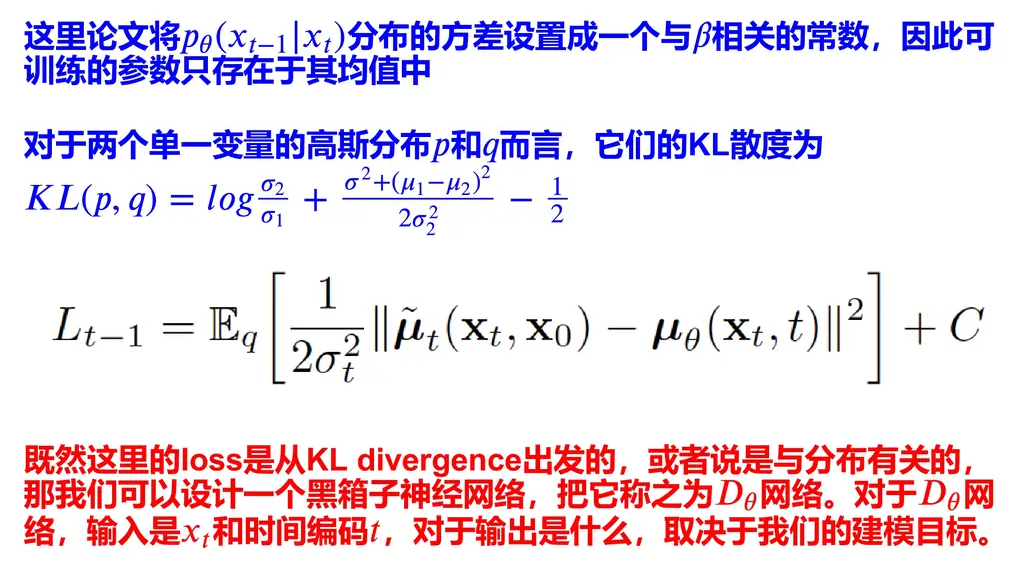 这里论文将$p_\theta(x_{t-1}|x_t)$分布的方差设置成一个与$\beta$相关的常数，因此可
训练的参数只存在于其均值中
对于两个单一变量的高斯分布$p$和$q$而言，它们的KL散度为
$KL(p, q) = log\frac{\sigma_2}{\sigma_1} + \frac{\sigma^2+(\mu_1-\mu_2)^2}{2\sigma_2^2} - \frac{1}{2}$
$L_{t-1} = \mathbb{E}_q\left[\frac{1}{2\sigma_t^2}\|\tilde{\boldsymbol{\mu}}_t(\mathbf{x}_t, \mathbf{x}_0) - \boldsymbol{\mu}_\theta(\mathbf{x}_t, t)\|^2\right] + C$
既然这里的loss是从KL divergence出发的，或者说是与分布有关的，
那我们可以设计一个黑箱子神经网络，把它称之为$D_\theta$网络。对于$D_\theta$网
络，输入是$x_t$和时间编码$t$，对于输出是什么，取决于我们的建模目标。